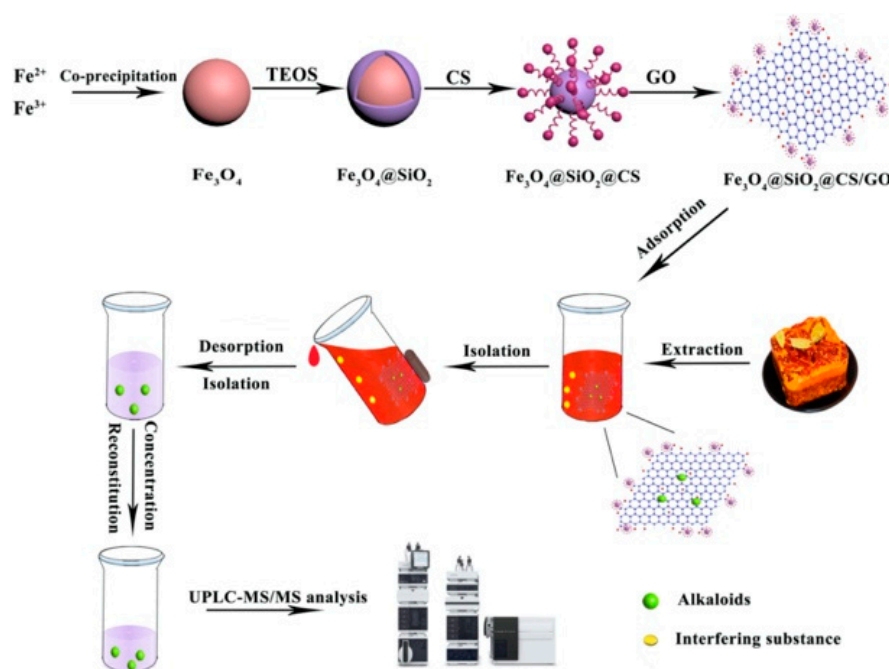 Fe²⁺
Fe³⁺
Co-precipitation
TEOS
CS
GO
Fe₃O₄
Fe₃O₄@SiO₂
Fe₃O₄@SiO₂@CS
Fe₃O₄@SiO₂@CS/GO
Adsorption
Extraction
Isolation
Desorption
Isolation
Concentration
Reconstitution
UPLC-MS/MS analysis
Alkaloids
Interfering substance